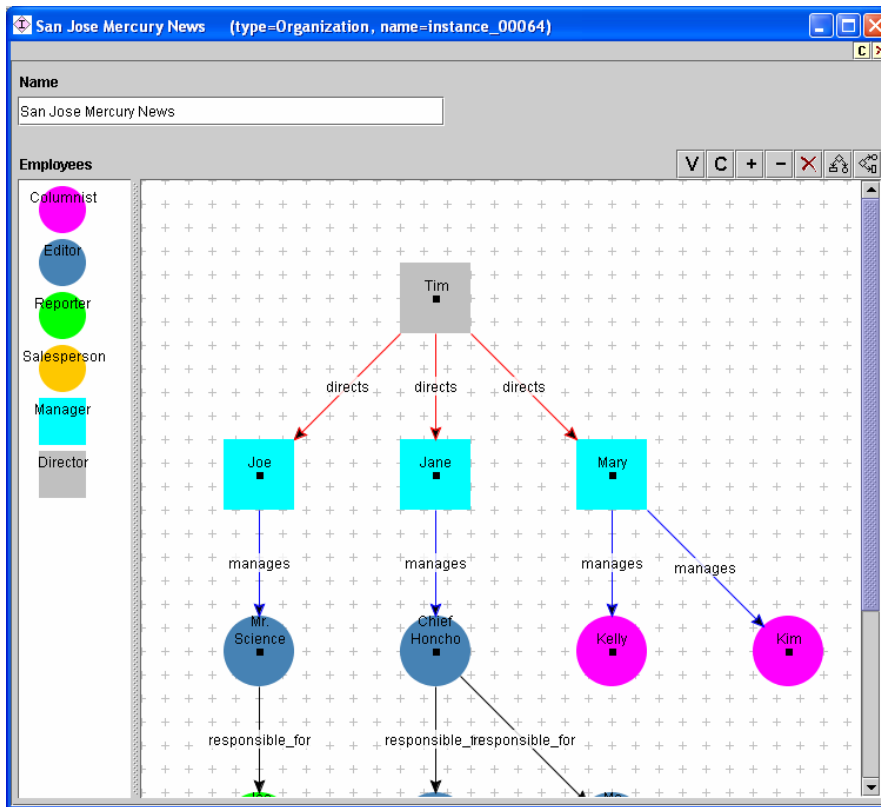 San Jose Mercury News (type=Organization, name=instance_00064)
C
Name
San Jose Mercury News
Employees
V C + −
Columnist
Editor
Reporter
Salesperson
Manager
Director
Tim
directs directs directs
Joe Jane Mary
manages manages manages manages
Mr. Science
Chief Honcho
Kelly Kim
responsible_for responsible_for responsible_for